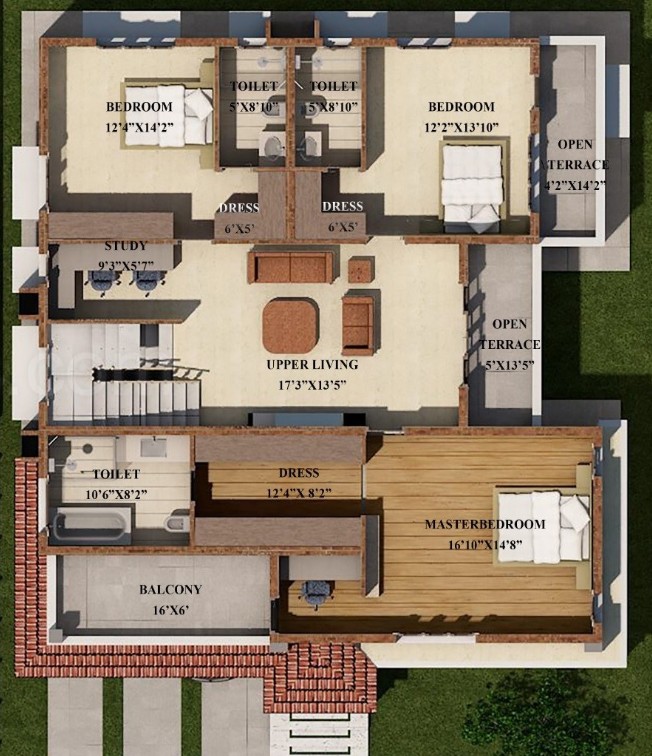 BEDROOM
12'4"X14'2"
TOILET
5'X8'10"
TOILET
5'X8'10"
BEDROOM
12'2"X13'10"
OPEN
TERRACE
4'2"X14'2"
DRESS
6'X5'
DRESS
6'X5'
STUDY
9'3"X5'7"
UPPER LIVING
17'3"X13'5"
OPEN
TERRACE
5'X13'5"
TOILET
10'6"X8'2"
DRESS
12'4"X 8'2"
MASTERBEDROOM
16'10"X14'8"
BALCONY
16'X6'